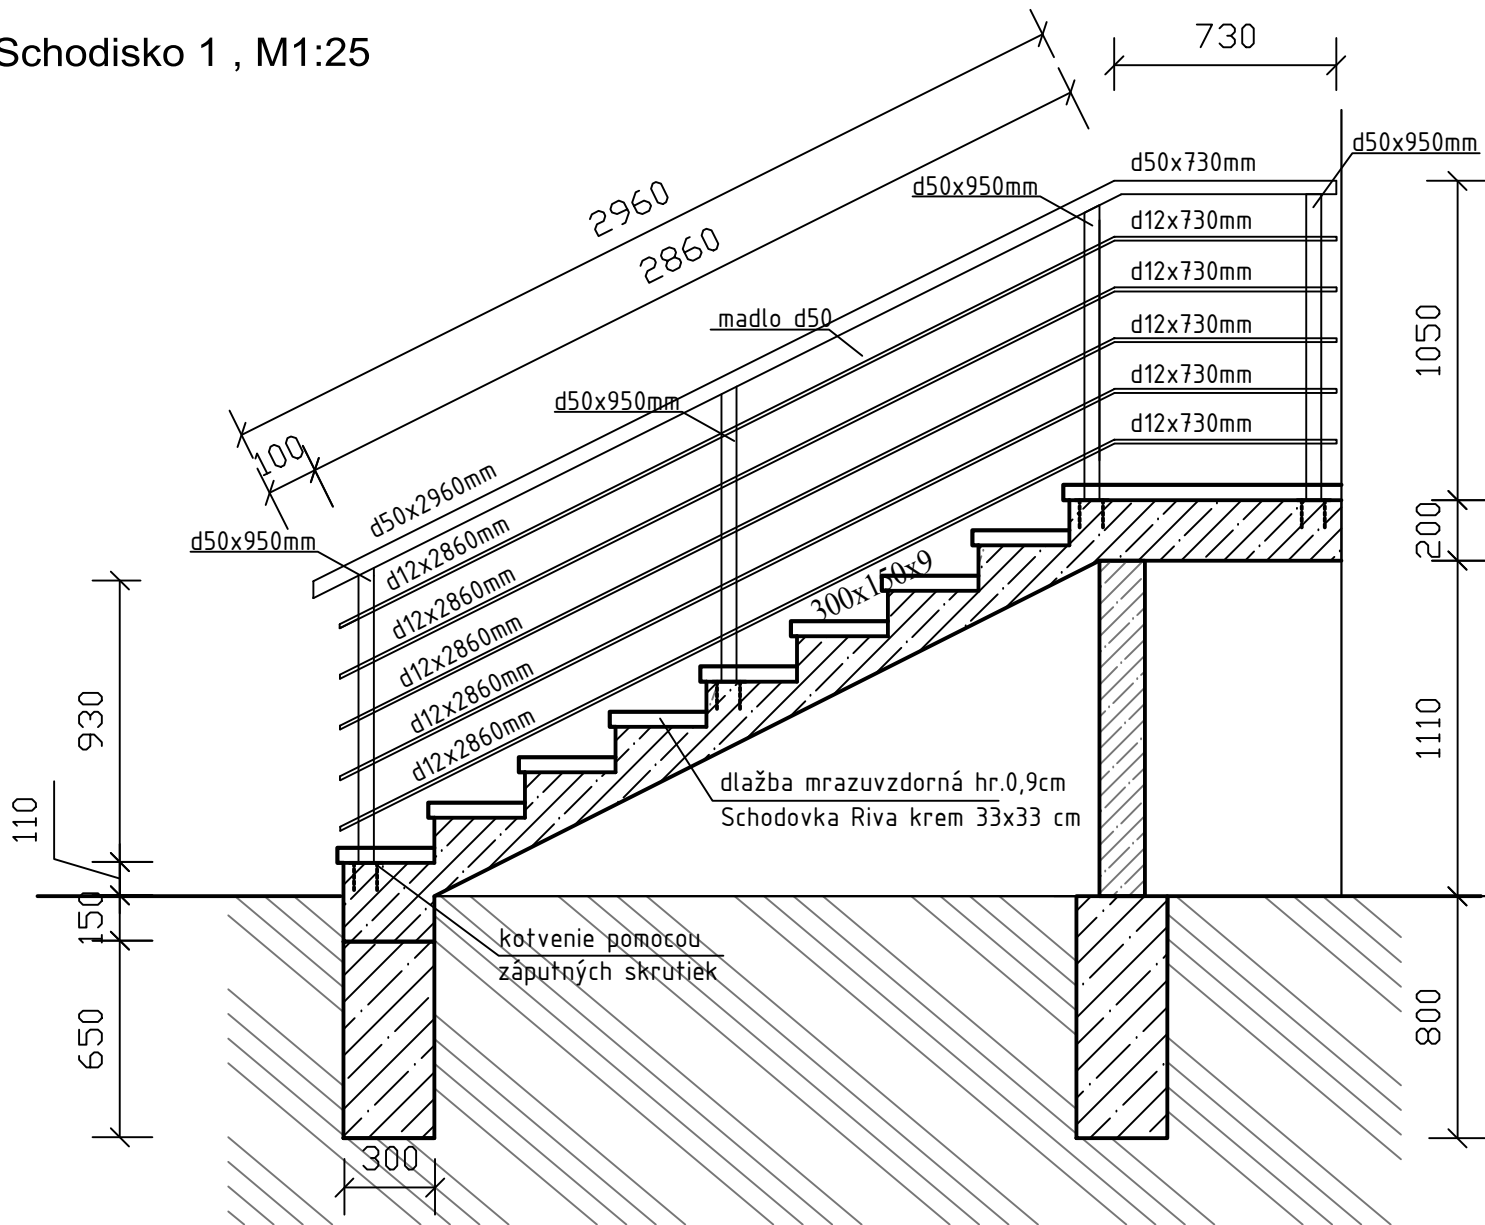 Schodisko 1 , M1:25
730
2960
2860
100
d50x950mm
d50x730mm
d50x950mm
d12x730mm
d12x730mm
d12x730mm
d12x730mm
d12x730mm
madlo d50
d50x950mm
d50x2960mm
d50x950mm
d12x2860mm
d12x2860mm
d12x2860mm
d12x2860mm
d12x2860mm
300x150x9
1050
200
1110
800
930
110
150
650
300
dlažba mrazuvzdorná hr.0,9cm
Schodovka Riva krem 33x33 cm
kotvenie pomocou
záputných skrutiek